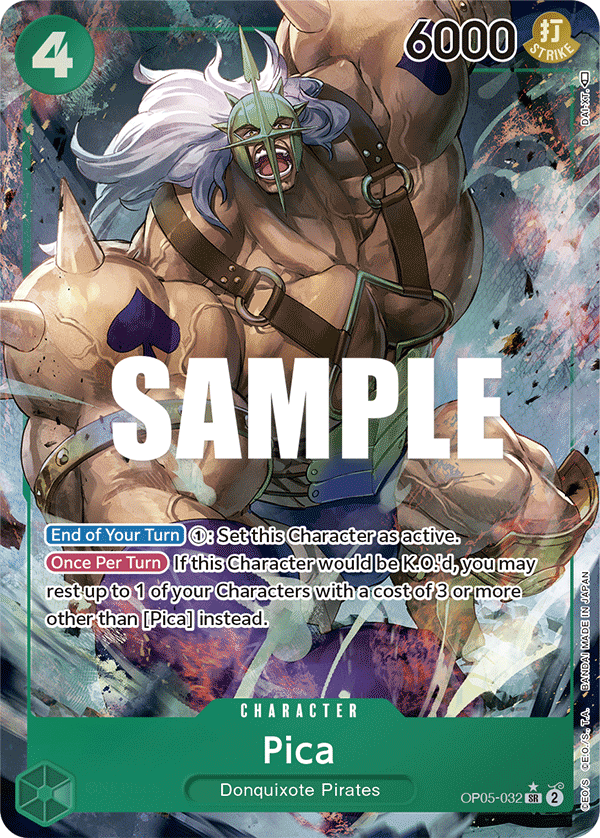 4
6000
打
STRIKE
DAI-XT.
SAMPLE
End of Your Turn ①: Set this Character as active.
Once Per Turn If this Character would be K.O.'d, you may
rest up to 1 of your Characters with a cost of 3 or more
other than [Pica] instead.
CHARACTER
Pica
Donquixote Pirates
OP05-032 ★ SR 2
©E.O/S ©E.O./S., T.A. BANDAI MADE IN JAPAN